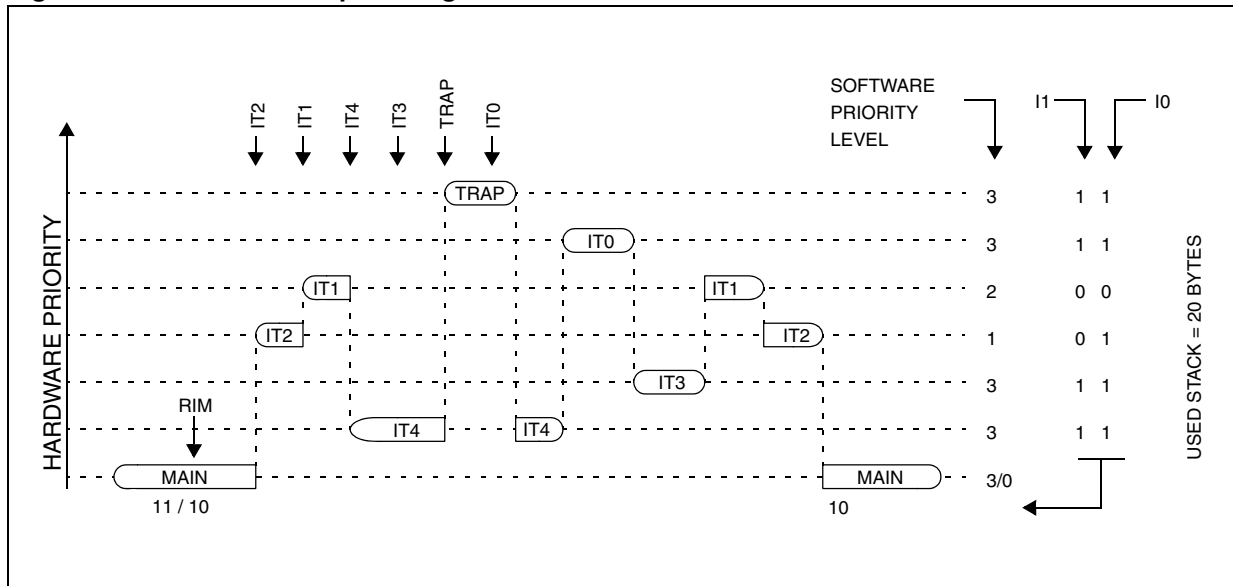 IT2
IT1
IT4
IT3
TRAP
IT0
SOFTWARE
PRIORITY
LEVEL
I1
I0
HARDWARE PRIORITY
TRAP
3
1 1
IT0
3
1 1
IT1
IT1
2
0 0
IT2
IT2
1
0 1
IT3
3
1 1
RIM
IT4
IT4
3
1 1
MAIN
MAIN
3/0
11 / 10
10
USED STACK = 20 BYTES